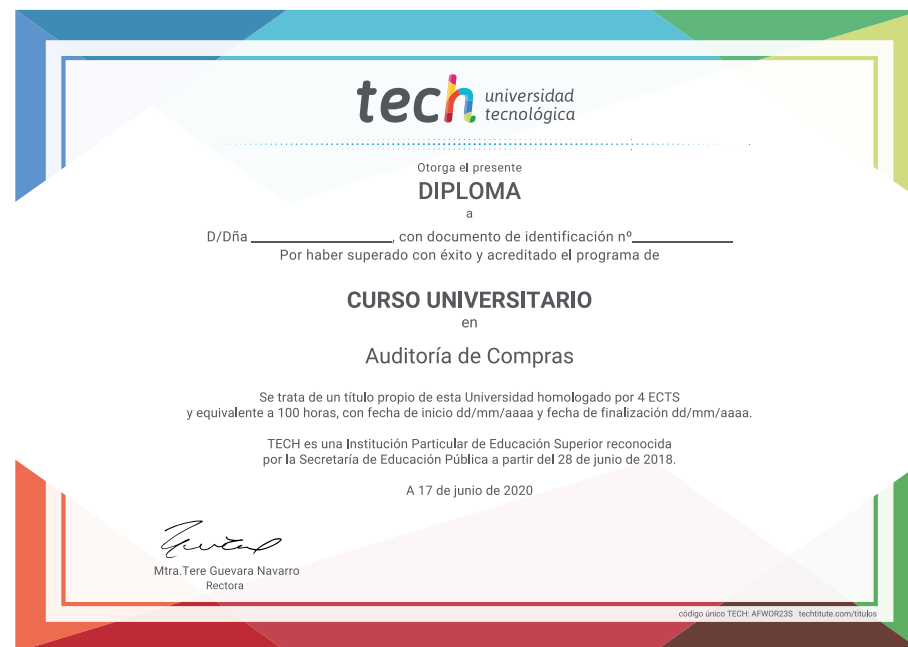 tech universidad
tecnológica
Otorga el presente
DIPLOMA
a
D/Dña ____________________, con documento de identificación nº______________
Por haber superado con éxito y acreditado el programa de
CURSO UNIVERSITARIO
en
Auditoría de Compras
Se trata de un título propio de esta Universidad homologado por 4 ECTS
y equivalente a 100 horas, con fecha de inicio dd/mm/aaaa y fecha de finalización dd/mm/aaaa.
TECH es una Institución Particular de Educación Superior reconocida
por la Secretaría de Educación Pública a partir del 28 de junio de 2018.
A 17 de junio de 2020
Mtra.Tere Guevara Navarro
Rectora
código único TECH: AFWOR23S techtitute.com/titulos